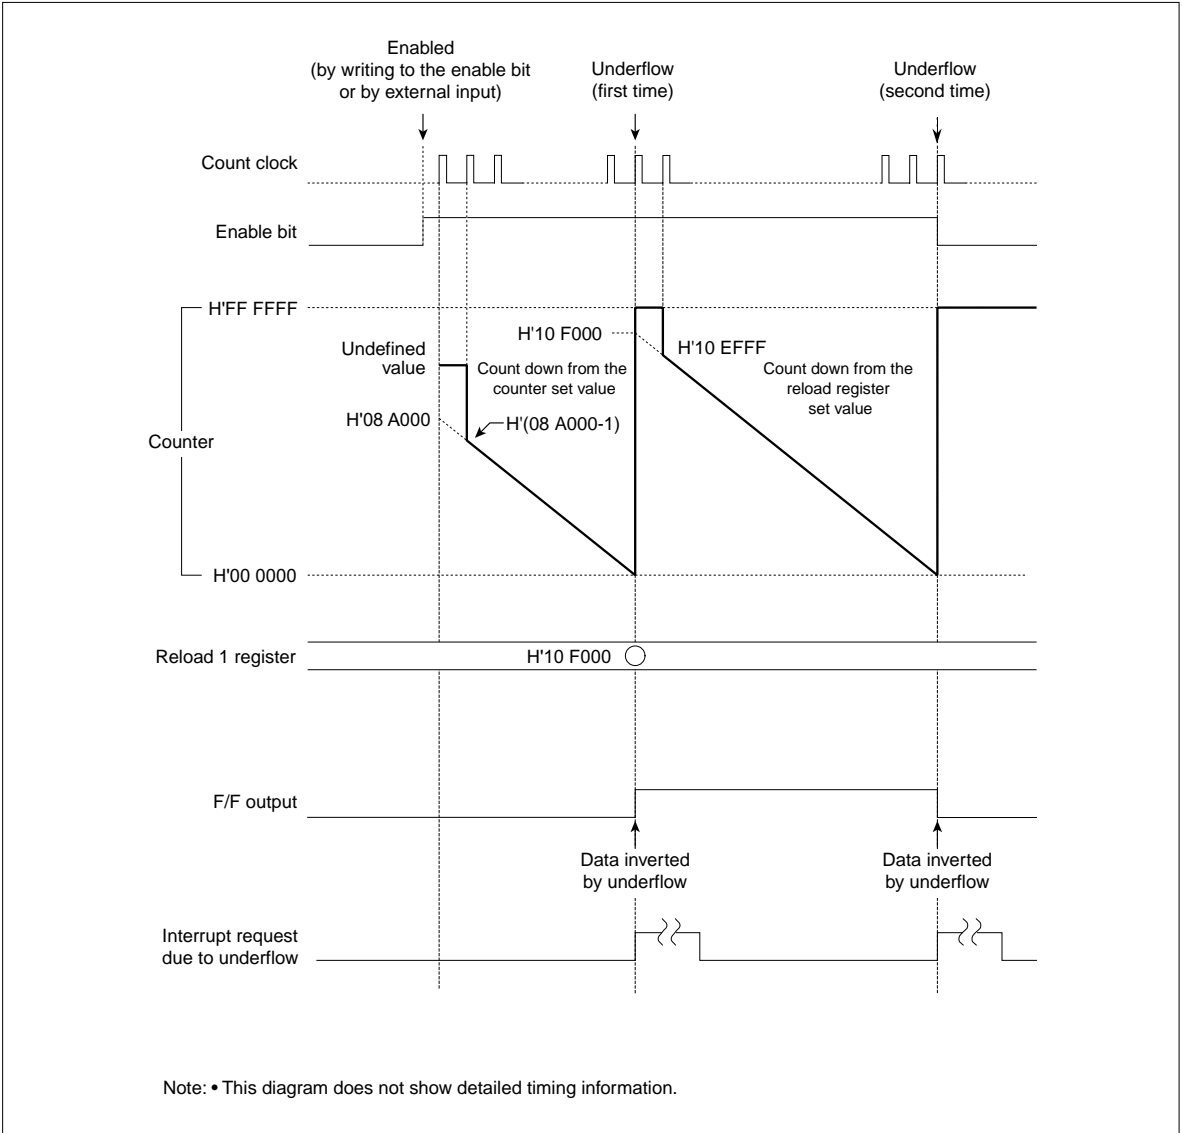 Enabled
(by writing to the enable bit
or by external input)
Underflow
(first time)
Underflow
(second time)
Count clock
Enable bit
H'FF FFFF
H'10 F000
H'10 EFFF
Undefined
value
Count down from the
counter set value
Count down from the
reload register
set value
H'08 A000
H'(08 A000-1)
Counter
H'00 0000
Reload 1 register
H'10 F000
F/F output
Data inverted
by underflow
Data inverted
by underflow
Interrupt request
due to underflow
Note: • This diagram does not show detailed timing information.